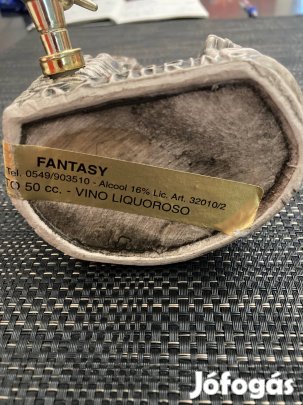 FANTASY
Tel. 0549/903510 - Alcool 16% Lic. Art. 32010/2
TO 50 cc. - VINO LIQUOROSO
Jófogás